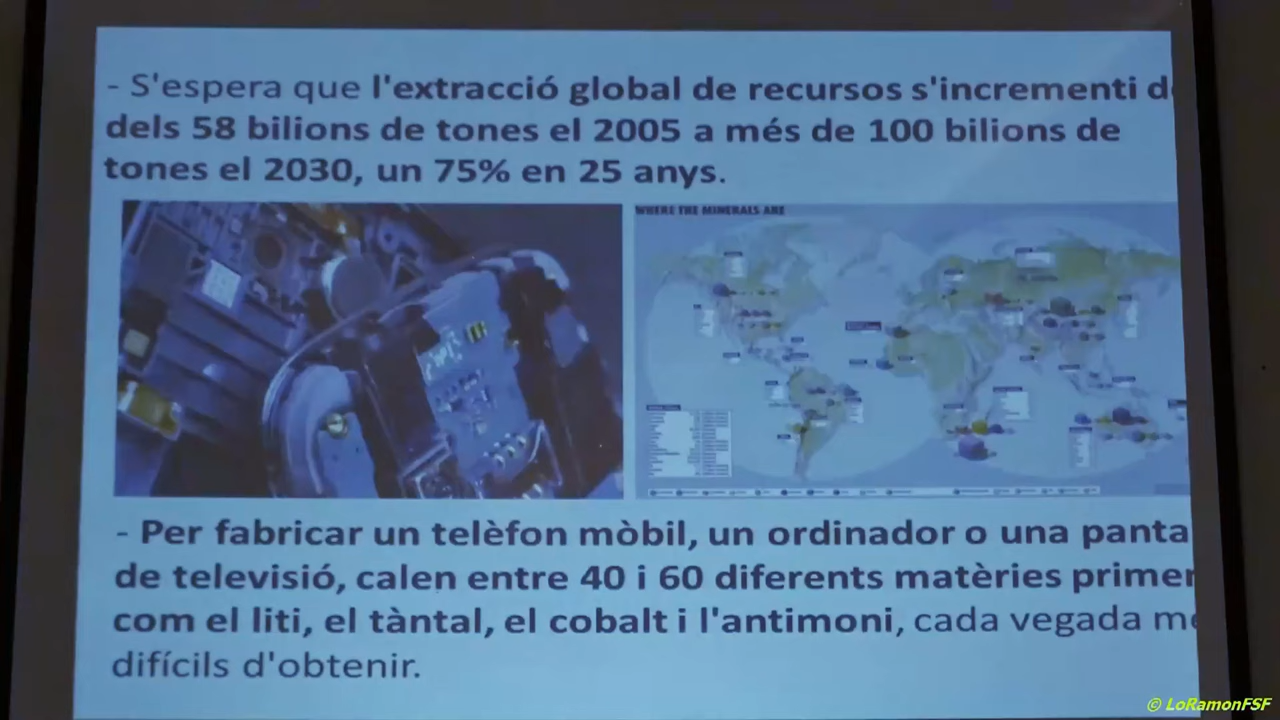 - S'espera que l'extracció global de recursos s'incrementi
dels 58 bilions de tones el 2005 a més de 100 bilions de
tones el 2030, un 75% en 25 anys.
WHERE THE MINERALS ARE
- Per fabricar un telèfon mòbil, un ordinador o una panta
de televisió, calen entre 40 i 60 diferents matèries primer
com el liti, el tàntal, el cobalt i l'antimoni, cada vegada
difícils d'obtenir.
© LoRamonFSF